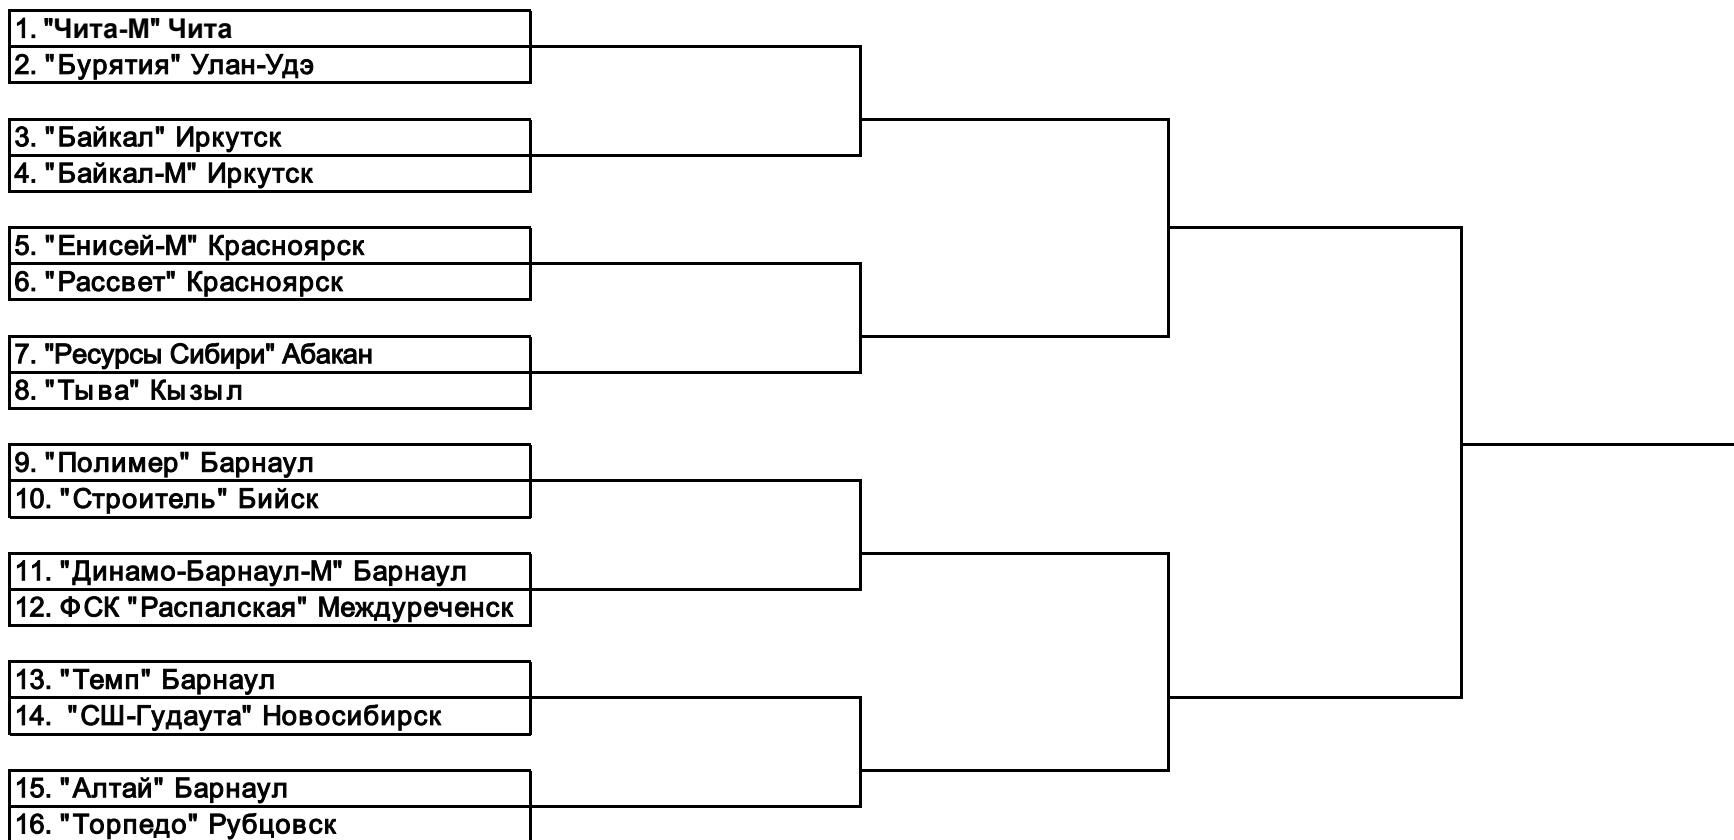 1. "Чита-М" Чита
2. "Бурятия" Улан-Удэ
3. "Байкал" Иркутск
4. "Байкал-М" Иркутск
5. "Енисей-М" Красноярск
6. "Рассвет" Красноярск
7. "Ресурсы Сибири" Абакан
8. "Тыва" Кызыл
9. "Полимер" Барнаул
10. "Строитель" Бийск
11. "Динамо-Барнаул-М" Барнаул
12. ФСК "Распалская" Междуреченск
13. "Темп" Барнаул
14. "СШ-Гудаута" Новосибирск
15. "Алтай" Барнаул
16. "Торпедо" Рубцовск